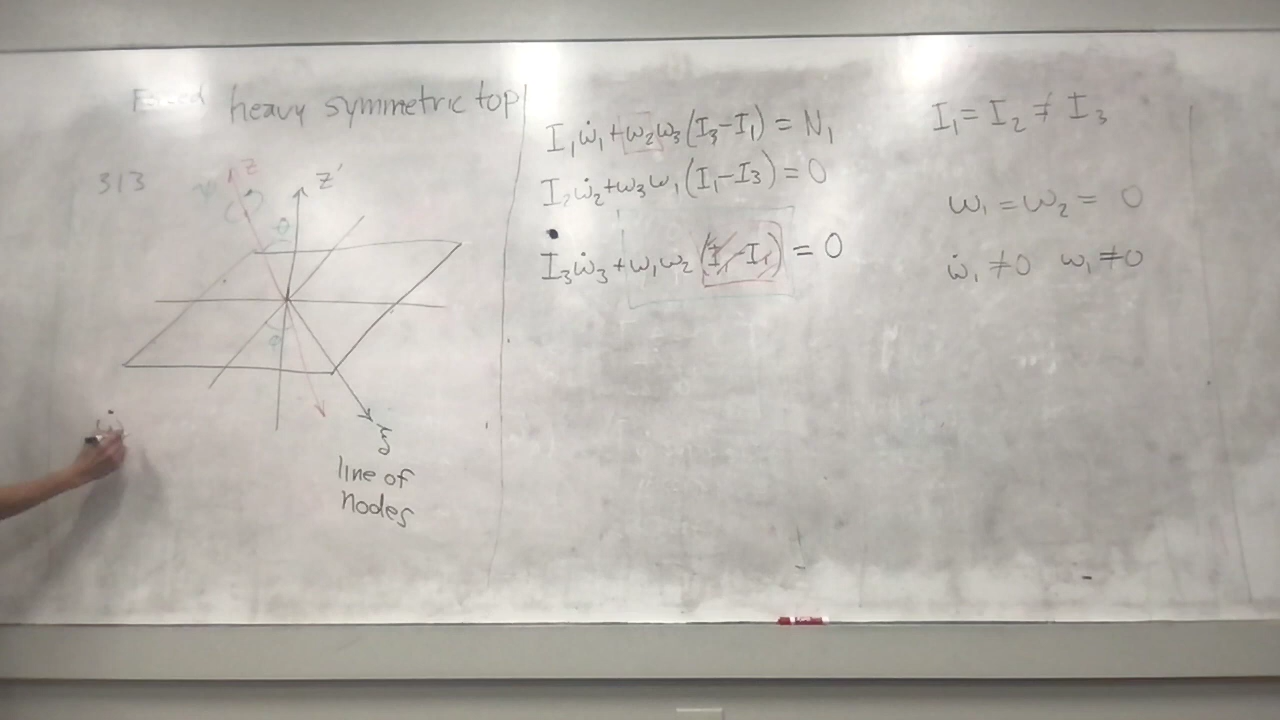 heavy symmetric top
313
z
z'
θ
φ
ξ
line of
nodes
I₁ω̇₁+ω₂ω₃(I₃-I₁) = N₁
I₂ω̇₂+ω₃ω₁(I₁-I₃) = 0
I₃ω̇₃+ω₁ω₂(I₁-I₁) = 0
I₁ = I₂ ≠ I₃
ω₁ = ω₂ = 0
ω̇₁ ≠0 ω₁ ≠0